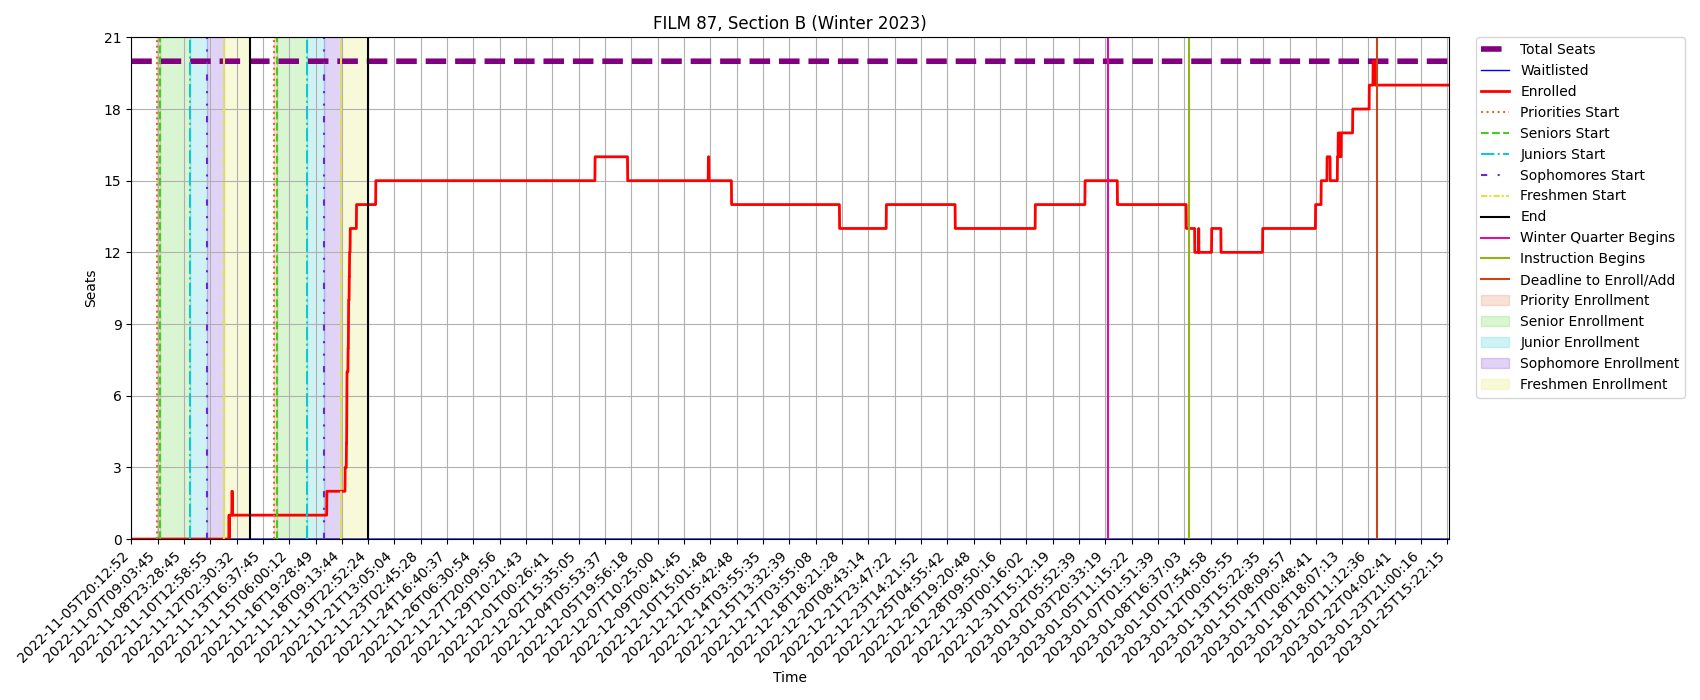 FILM 87, Section B (Winter 2023)
21
18
15
12
9
6
3
0
Seats
2022-11-05T20:12:52
2022-11-07T09:03:45
2022-11-08T23:28:45
2022-11-10T12:58:55
2022-11-12T02:30:32
2022-11-13T16:37:45
2022-11-15T06:00:12
2022-11-16T19:28:49
2022-11-18T09:13:44
2022-11-19T22:52:24
2022-11-21T13:05:04
2022-11-23T02:45:28
2022-11-24T16:40:37
2022-11-26T06:30:54
2022-11-27T20:09:56
2022-11-29T10:21:43
2022-12-01T00:26:41
2022-12-02T15:35:05
2022-12-04T05:53:37
2022-12-05T19:56:18
2022-12-07T10:25:00
2022-12-09T01:41:45
2022-12-10T15:01:48
2022-12-12T05:42:48
2022-12-14T03:55:35
2022-12-15T13:32:39
2022-12-17T03:55:08
2022-12-18T18:21:28
2022-12-20T08:43:14
2022-12-21T23:47:22
2022-12-23T14:21:52
2022-12-25T04:55:42
2022-12-26T19:20:48
2022-12-28T09:50:16
2022-12-30T00:16:02
2022-12-31T15:12:19
2023-01-02T05:52:39
2023-01-03T20:33:19
2023-01-05T11:15:22
2023-01-07T01:51:39
2023-01-08T16:37:03
2023-01-10T07:54:58
2023-01-12T00:05:55
2023-01-13T15:22:35
2023-01-15T08:09:57
2023-01-17T00:48:41
2023-01-18T18:07:13
2023-01-20T11:12:36
2023-01-22T04:02:41
2023-01-23T21:00:16
2023-01-25T15:22:15
Time
Total Seats
Waitlisted
Enrolled
Priorities Start
Seniors Start
Juniors Start
Sophomores Start
Freshmen Start
End
Winter Quarter Begins
Instruction Begins
Deadline to Enroll/Add
Priority Enrollment
Senior Enrollment
Junior Enrollment
Sophomore Enrollment
Freshmen Enrollment